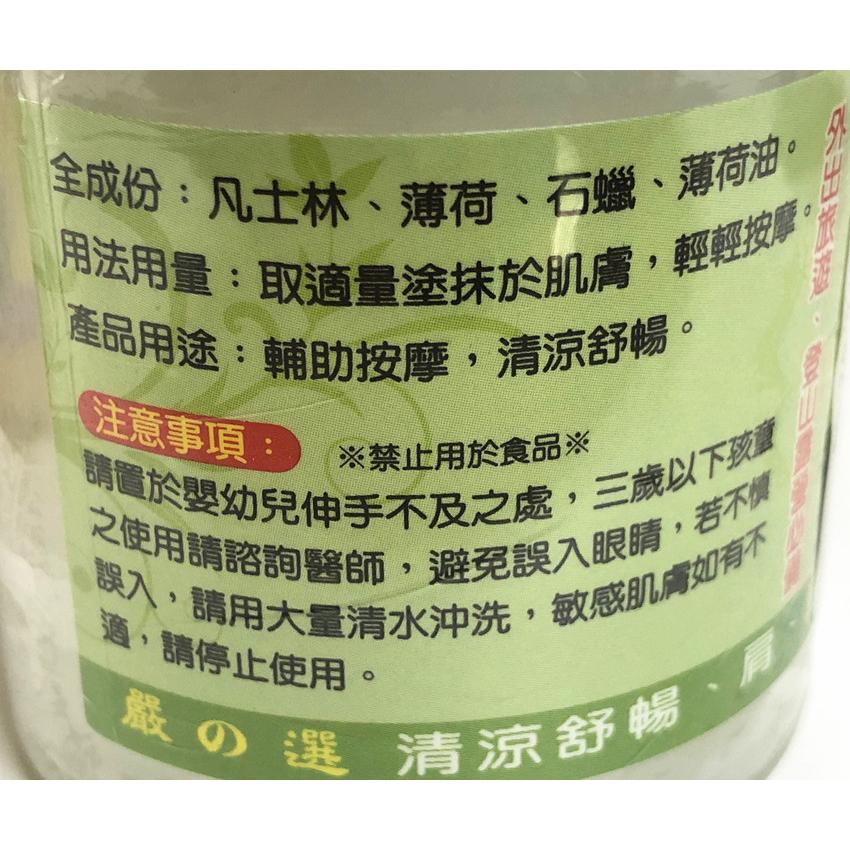 全成份：凡士林、薄荷、石蠟、薄荷油。
用法用量：取適量塗抹於肌膚，輕輕按摩。
產品用途：輔助按摩，清涼舒暢。
注意事項：
※禁止用於食品※
請置於嬰幼兒伸手不及之處，三歲以下孩童
之使用請諮詢醫師，避免誤入眼睛，若不慎
誤入，請用大量清水沖洗，敏感肌膚如有不
適，請停止使用。
嚴の選 清涼舒暢、肩
外出旅遊、登山露營必備